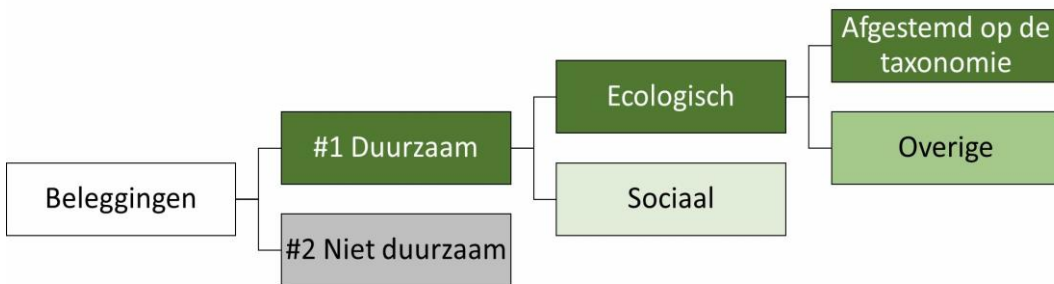 Beleggingen
#1 Duurzaam
#2 Niet duurzaam
Ecologisch
Sociaal
Afgestemd op de
taxonomie
Overige